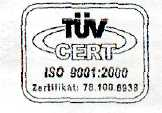 TÜV
CERT
ISO 9001:2000
Zertifikat: 78.100.6938